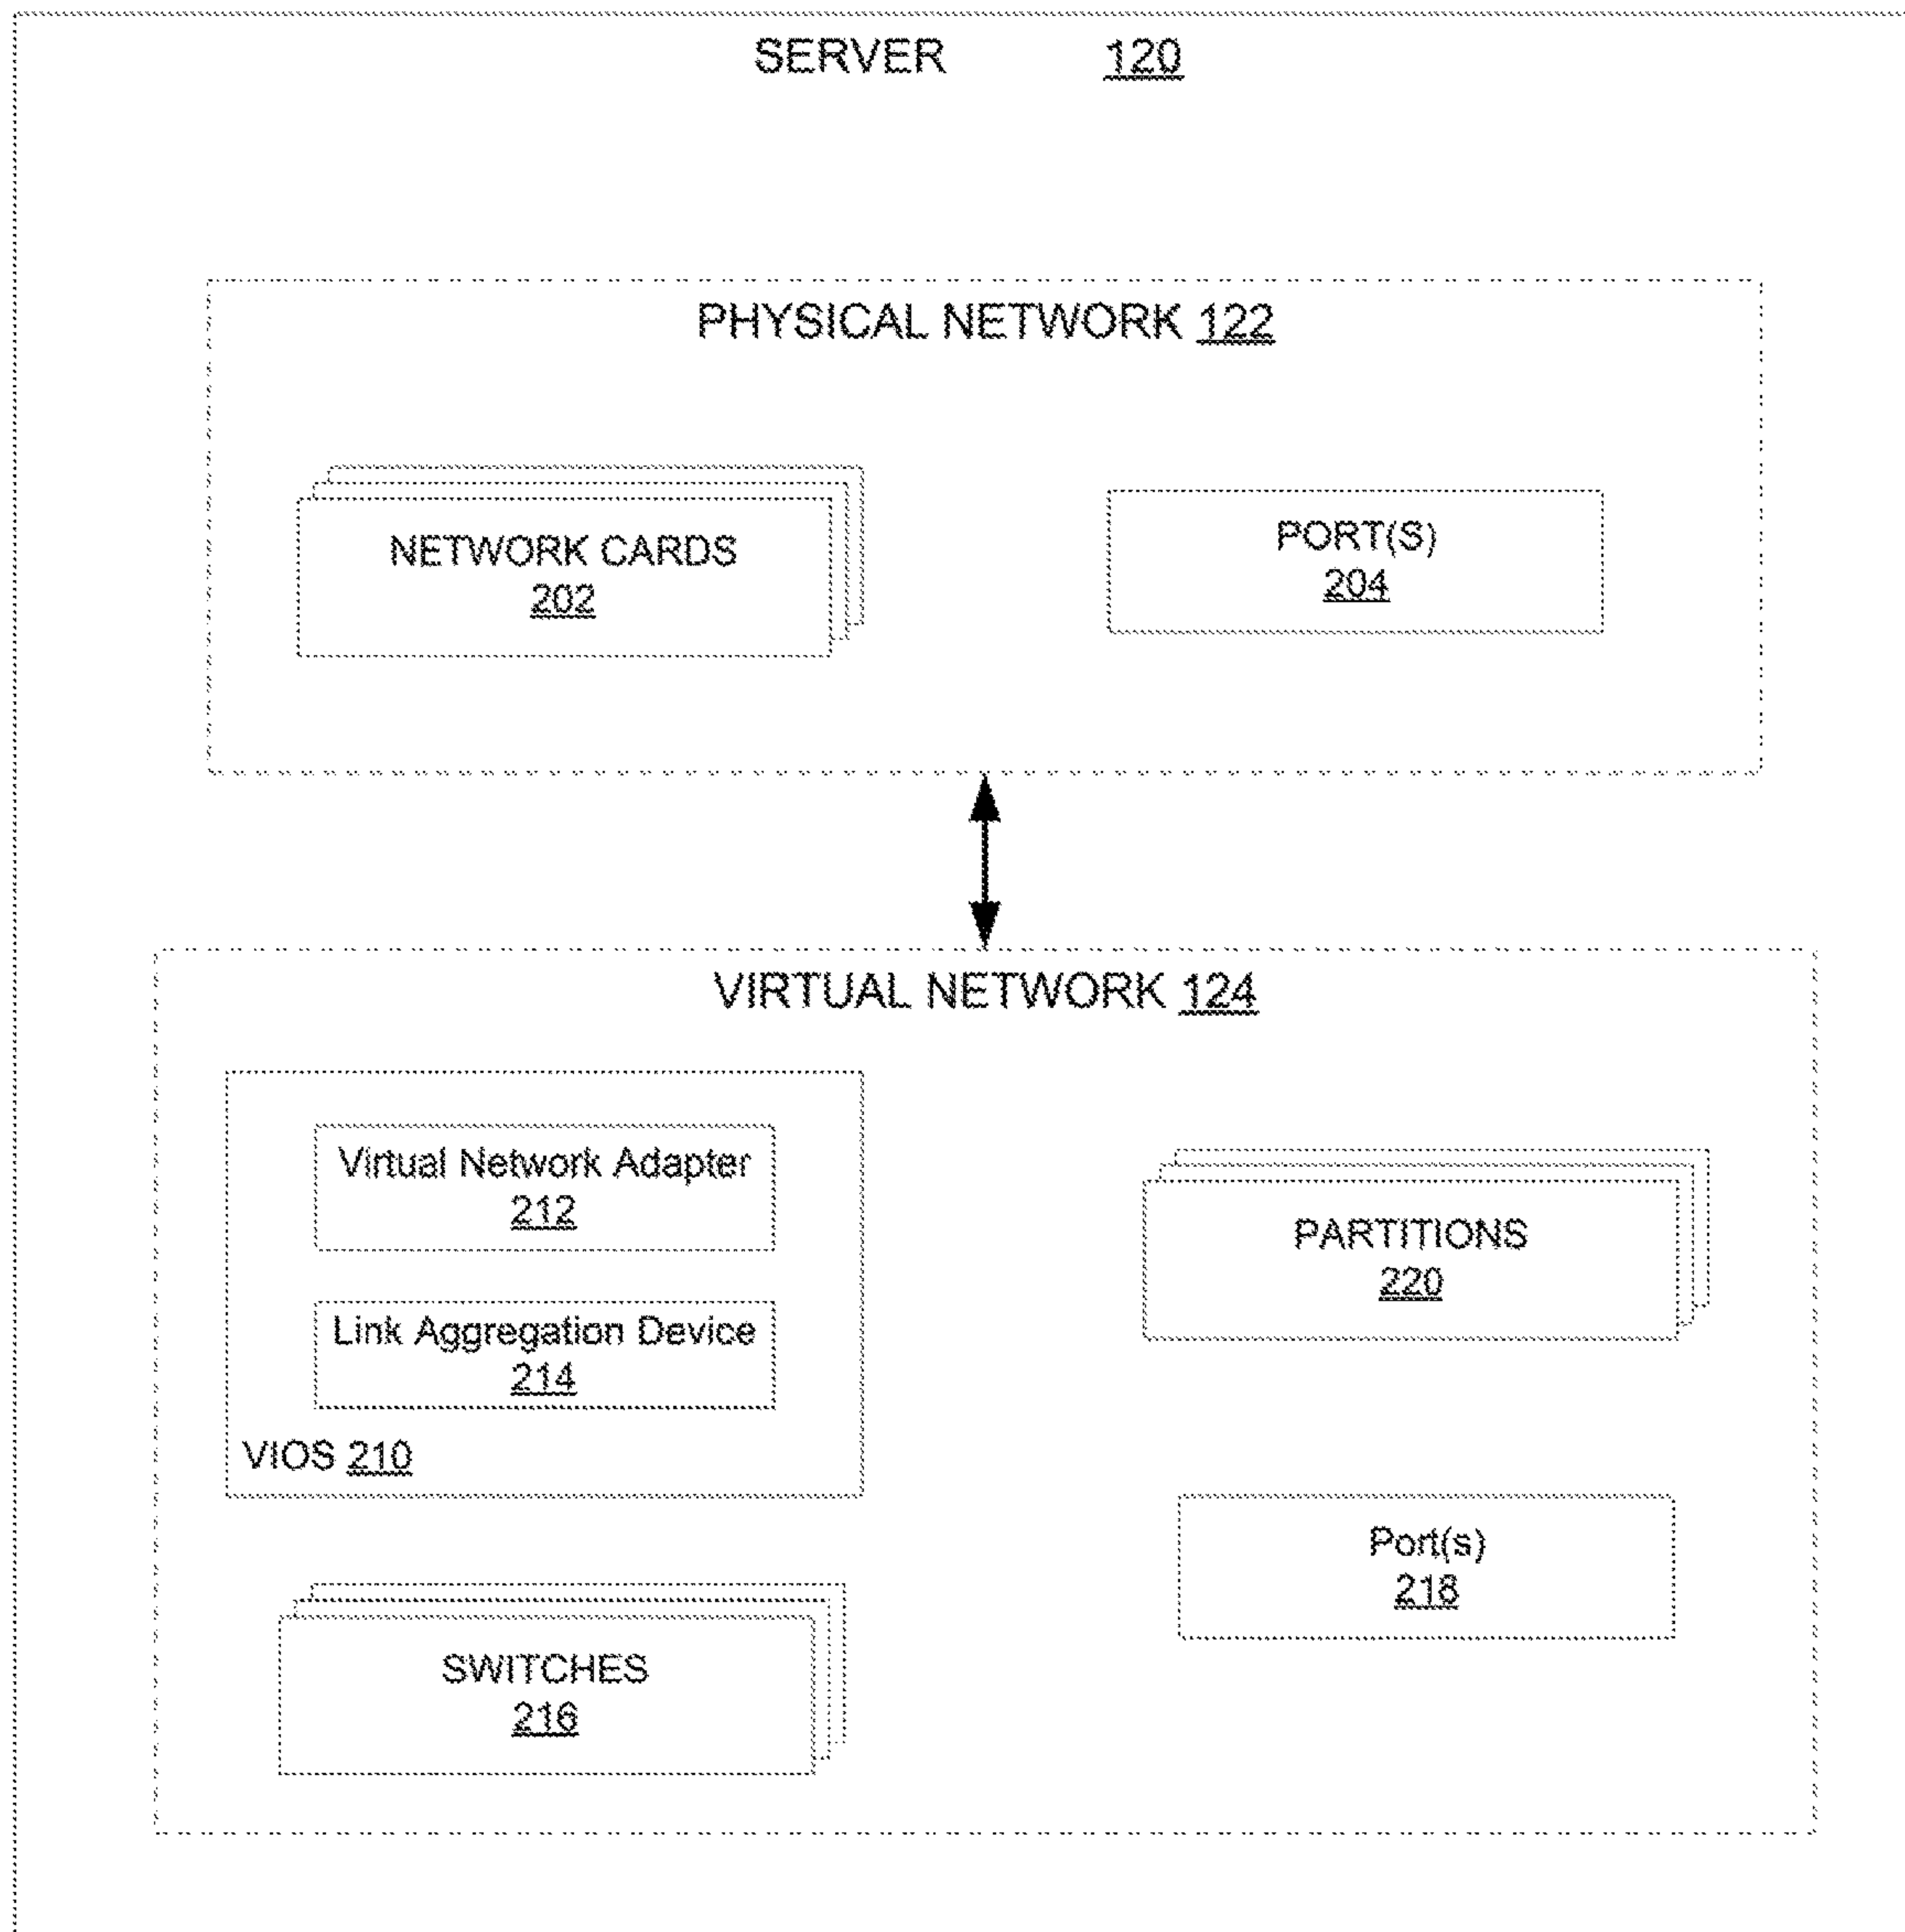 SERVER 120
PHYSICAL NETWORK 122
NETWORK CARDS
202
PORT(S)
204
VIRTUAL NETWORK 124
Virtual Network Adapter
212
Link Aggregation Device
214
VIOS 210
PARTITIONS
220
Port(s)
218
SWITCHES
216